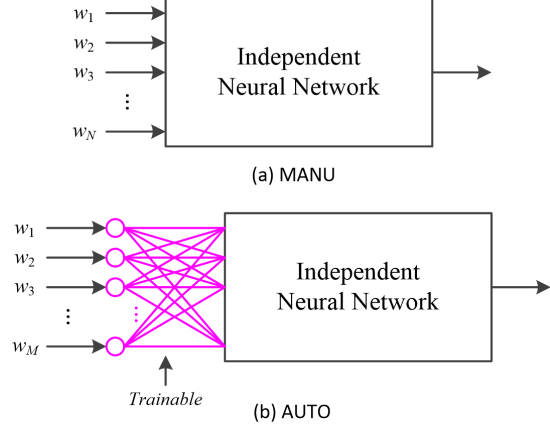 w1
w2
w3
...
wN
Independent
Neural Network
(a) MANU
w1
w2
w3
...
...
wM
Independent
Neural Network
Trainable
(b) AUTO